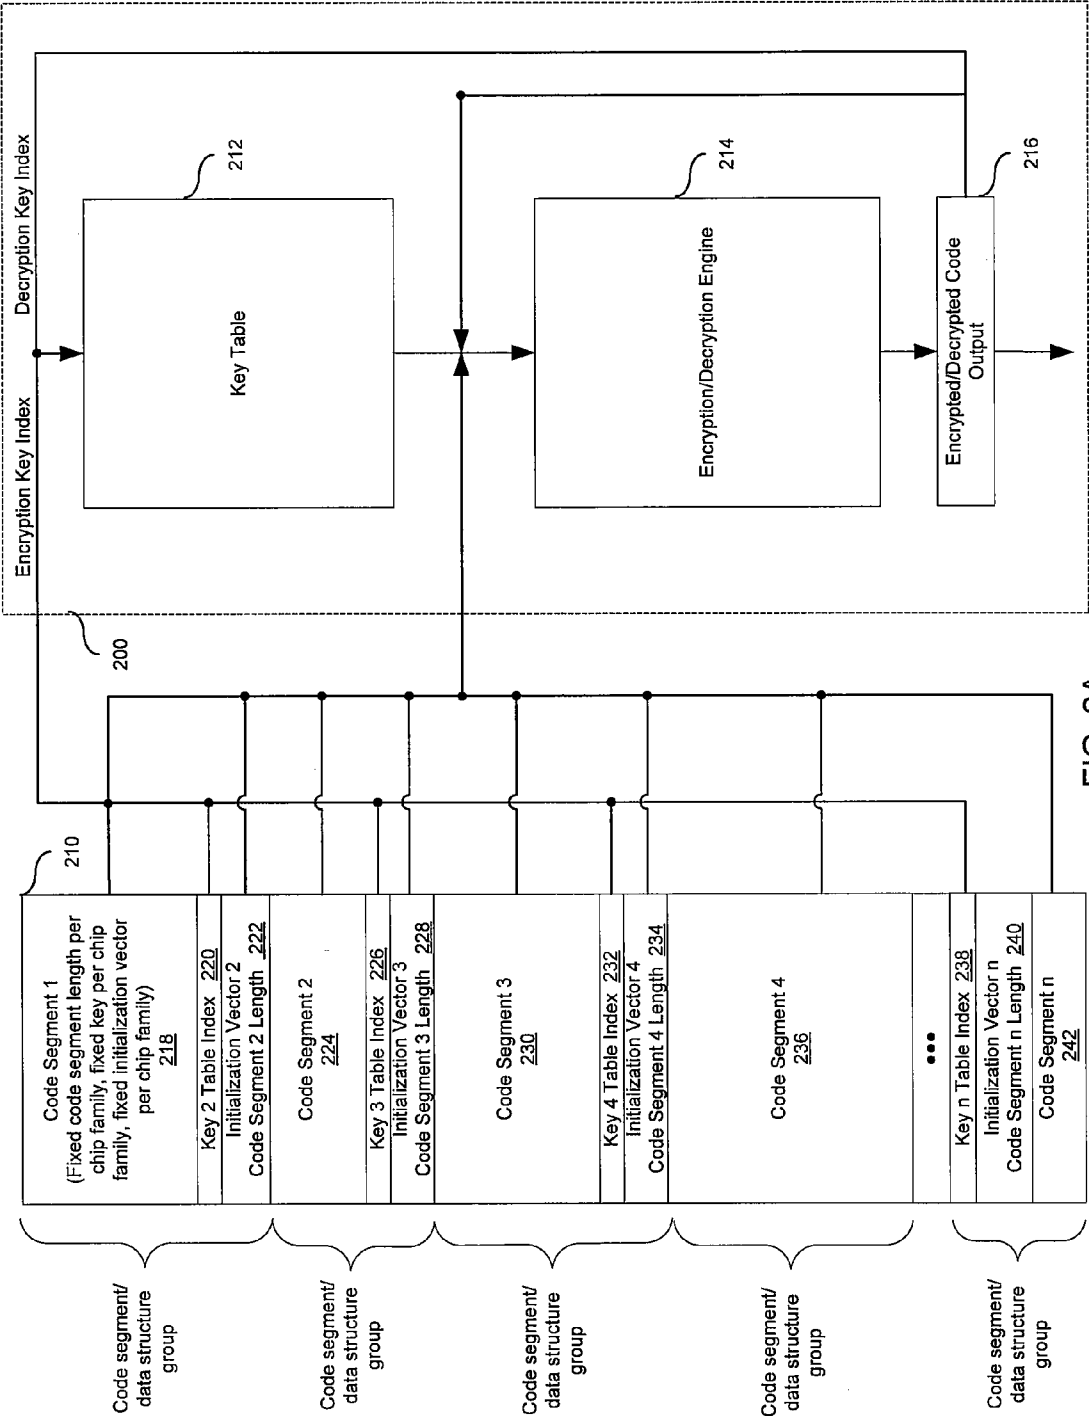 Encryption Key Index
Decryption Key Index
Key Table
212
Encryption/Decryption Engine
214
Encrypted/Decrypted Code
Output
216
200
210
Code Segment 1
(Fixed code segment length per
chip family, fixed key per chip
family, fixed initialization vector
per chip family)
218
Key 2 Table Index 220
Initialization Vector 2
Code Segment 2 Length 222
Code Segment 2
224
Key 3 Table Index 226
Initialization Vector 3
Code Segment 3 Length 228
Code Segment 3
230
Key 4 Table Index 232
Initialization Vector 4
Code Segment 4 Length 234
Code Segment 4
236
•••
Key n Table Index 238
Initialization Vector n
Code Segment n Length 240
Code Segment n
242
Code segment/
data structure
group
Code segment/
data structure
group
Code segment/
data structure
group
Code segment/
data structure
group
Code segment/
data structure
group
FIG.